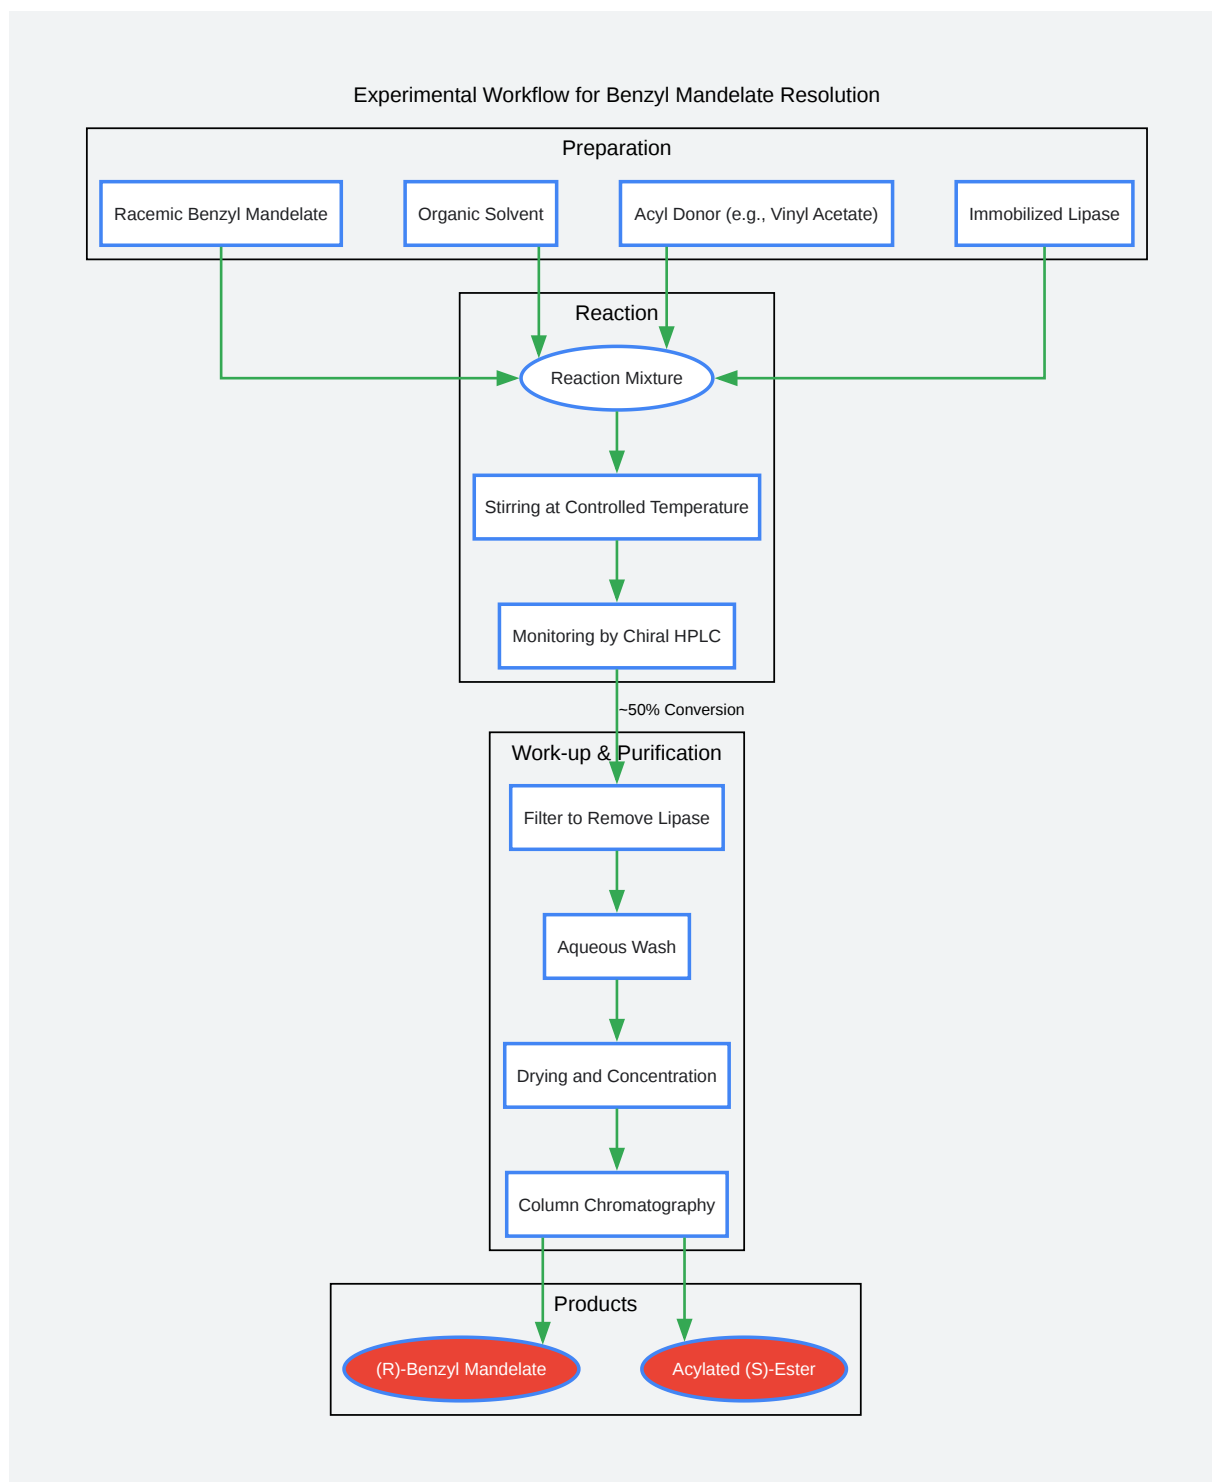 Experimental Workflow for Benzyl Mandelate Resolution
Preparation
Racemic Benzyl Mandelate
Organic Solvent
Acyl Donor (e.g., Vinyl Acetate)
Immobilized Lipase
Reaction
Reaction Mixture
Stirring at Controlled Temperature
Monitoring by Chiral HPLC
~50% Conversion
Work-up & Purification
Filter to Remove Lipase
Aqueous Wash
Drying and Concentration
Column Chromatography
Products
(R)-Benzyl Mandelate
Acylated (S)-Ester